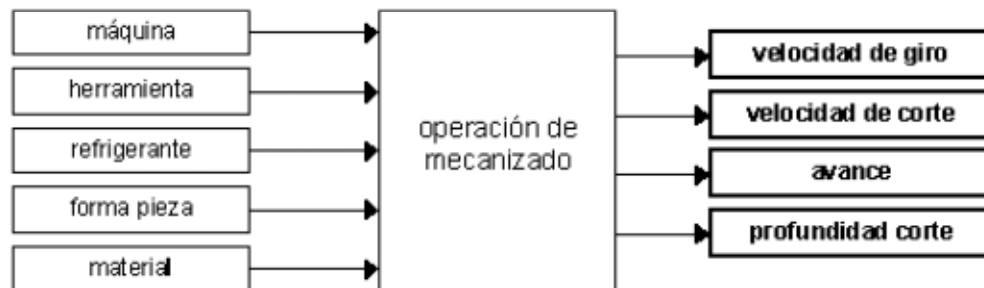 máquina
herramienta
refrigerante
forma pieza
material
operación de
mecanizado
velocidad de giro
velocidad de corte
avance
profundidad corte